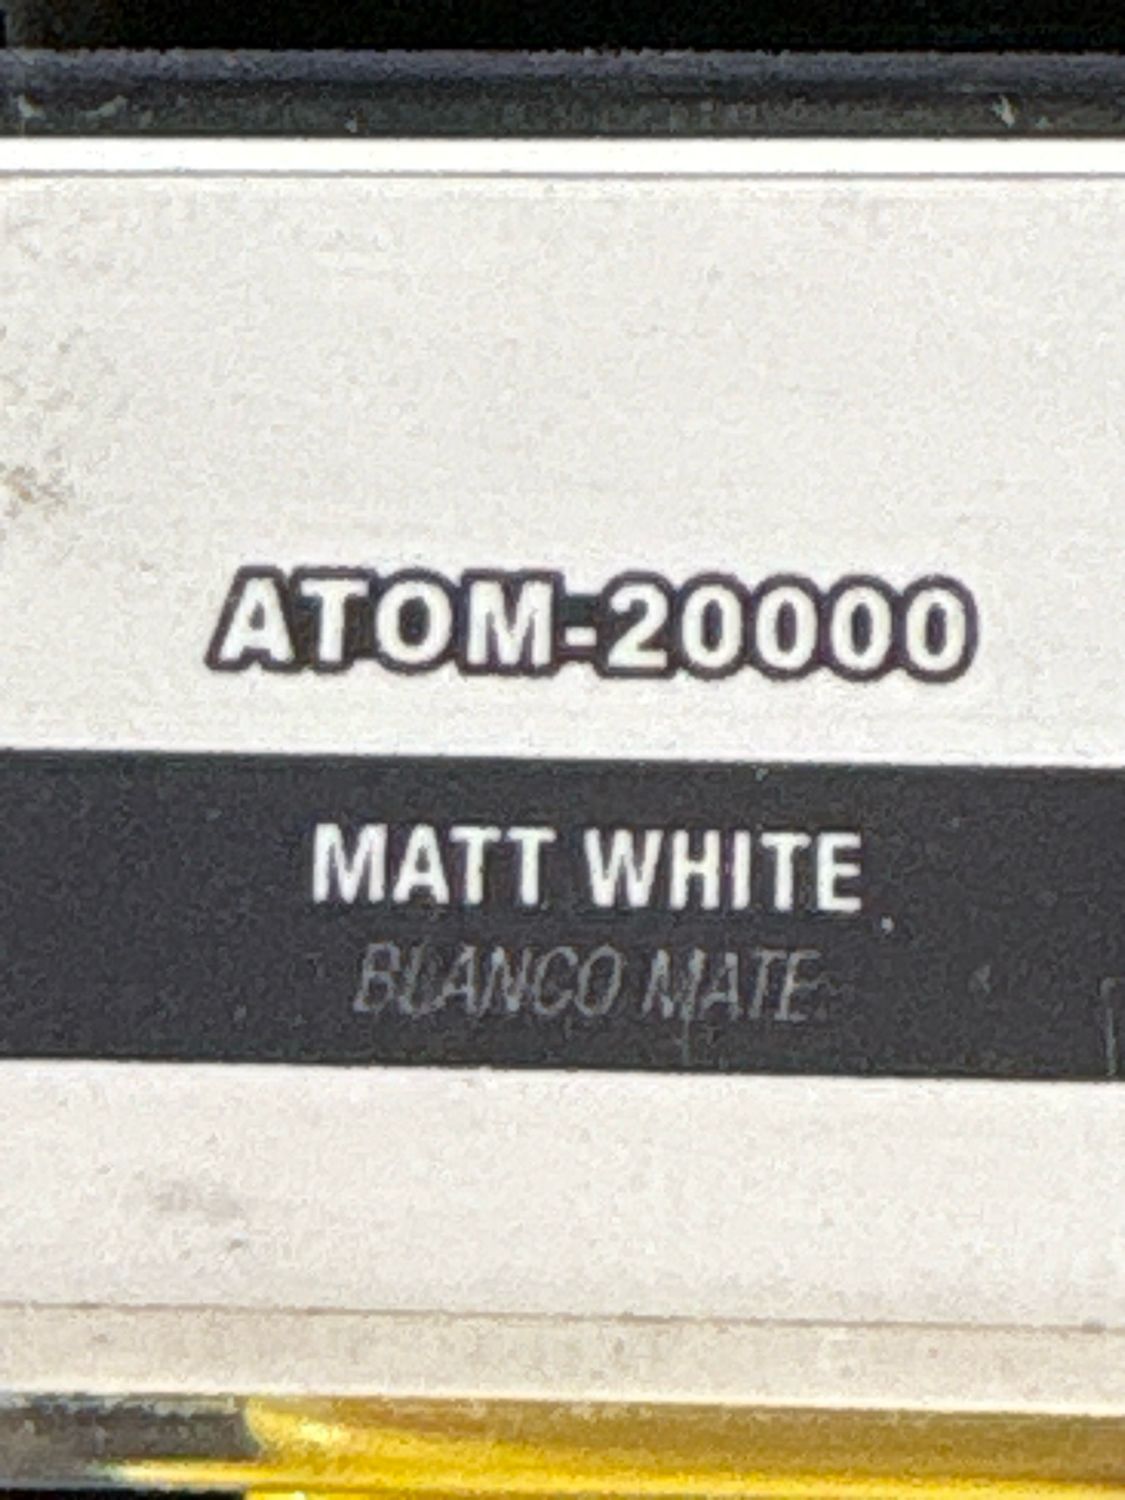 ATOM-20000
MATT WHITE
BLANCO MATE